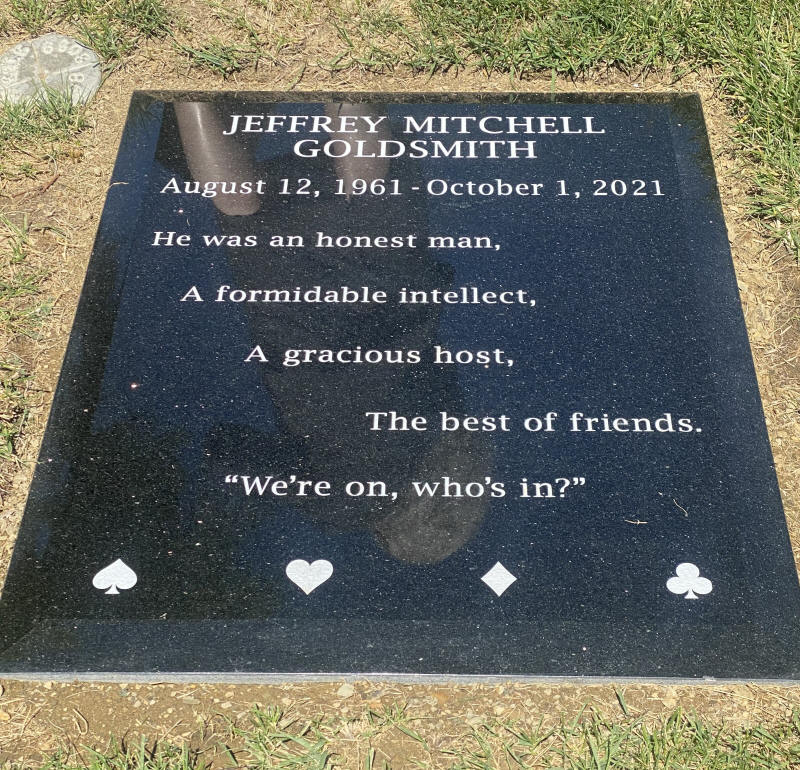 JEFFREY MITCHELL
GOLDSMITH
August 12, 1961 - October 1, 2021
He was an honest man,
A formidable intellect,
A gracious host,
The best of friends.
“We’re on, who’s in?”